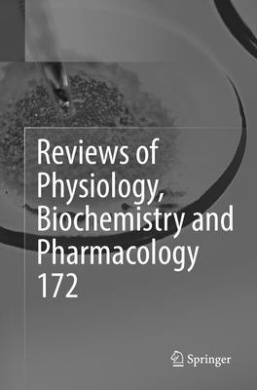 Reviews of
Physiology,
Biochemistry and
Pharmacology
172
Springer